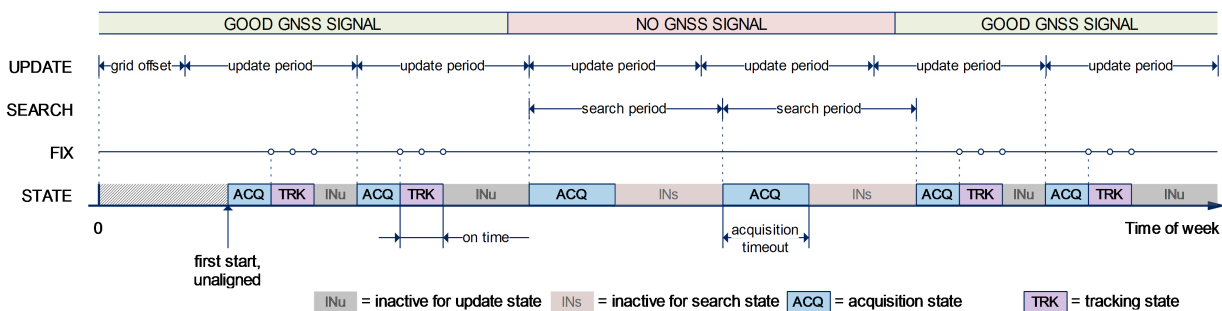 GOOD GNSS SIGNAL NO GNSS SIGNAL GOOD GNSS SIGNAL
UPDATE grid offset update period update period update period update period update period update period
SEARCH search period search period
FIX
STATE ACQ TRK INu ACQ TRK INu ACQ INs ACQ INs ACQ TRK INu ACQ TRK INu
0 Time of week
on time
acquisition
timeout
first start,
unaligned
INu = inactive for update state INs = inactive for search state ACQ = acquisition state TRK = tracking state